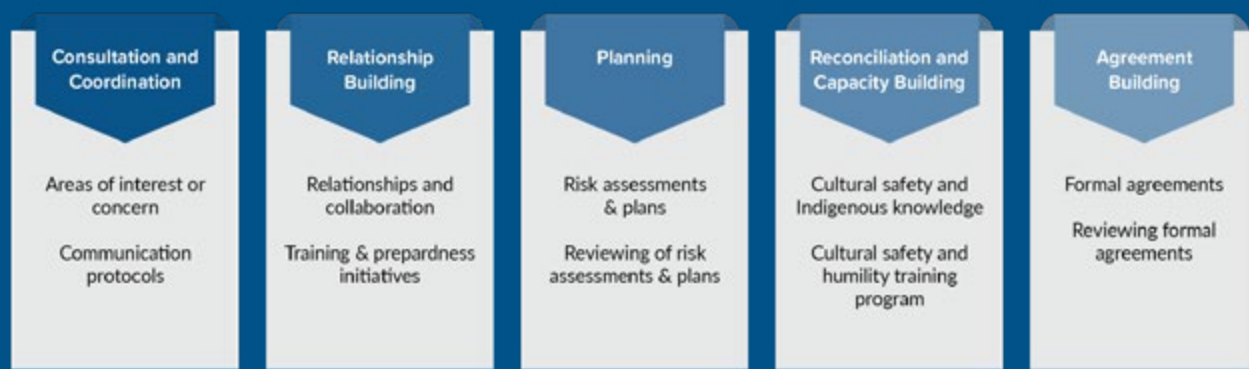 Consultation and
Coordination
Areas of interest or
concern
Communication
protocols
Relationship
Building
Relationships and
collaboration
Training & prepardness
initiatives
Planning
Risk assessments
& plans
Reviewing of risk
assessments & plans
Reconciliation and
Capacity Building
Cultural safety and
Indigenous knowledge
Cultural safety and
humility training
program
Agreement
Building
Formal agreements
Reviewing formal
agreements